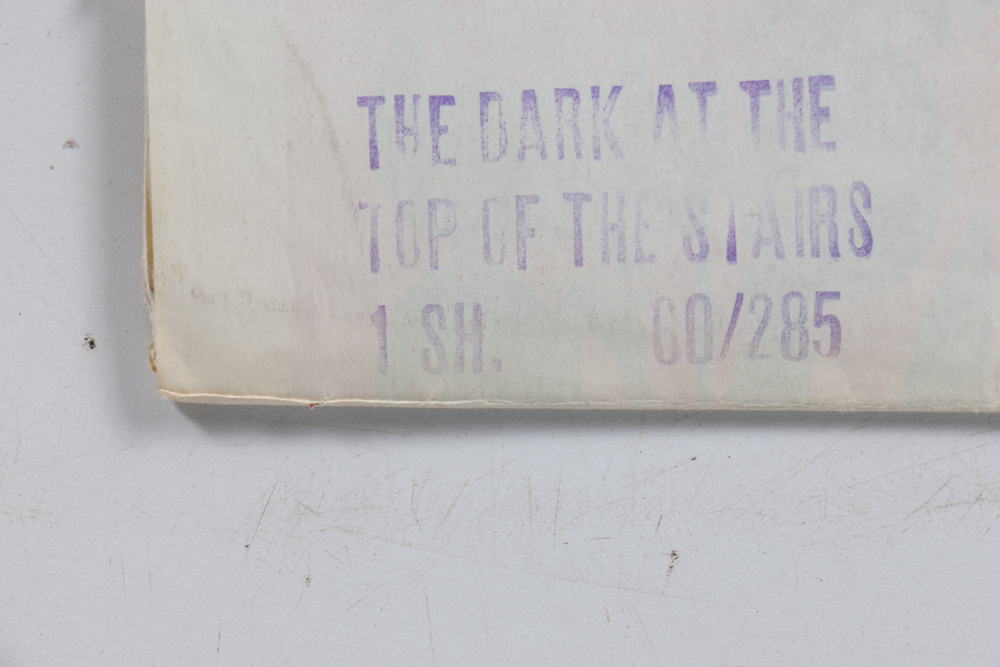 THE DARK AT THE
TOP OF THE STAIRS
1 SH. 60/285